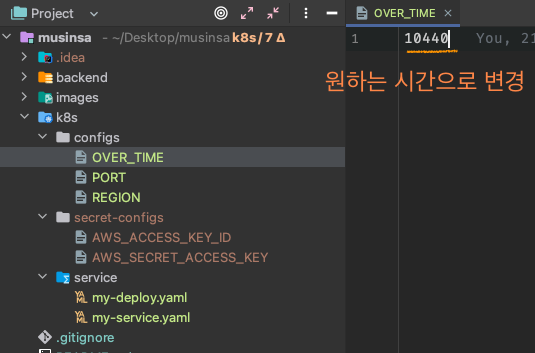 Project
OVER_TIME
musinsa ~/Desktop/musinsa k8s / 7 Δ
.idea
backend
images
k8s
configs
OVER_TIME
PORT
REGION
secret-configs
AWS_ACCESS_KEY_ID
AWS_SECRET_ACCESS_KEY
service
my-deploy.yaml
my-service.yaml
.gitignore
1 10440 You, 21
원하는 시간으로 변경